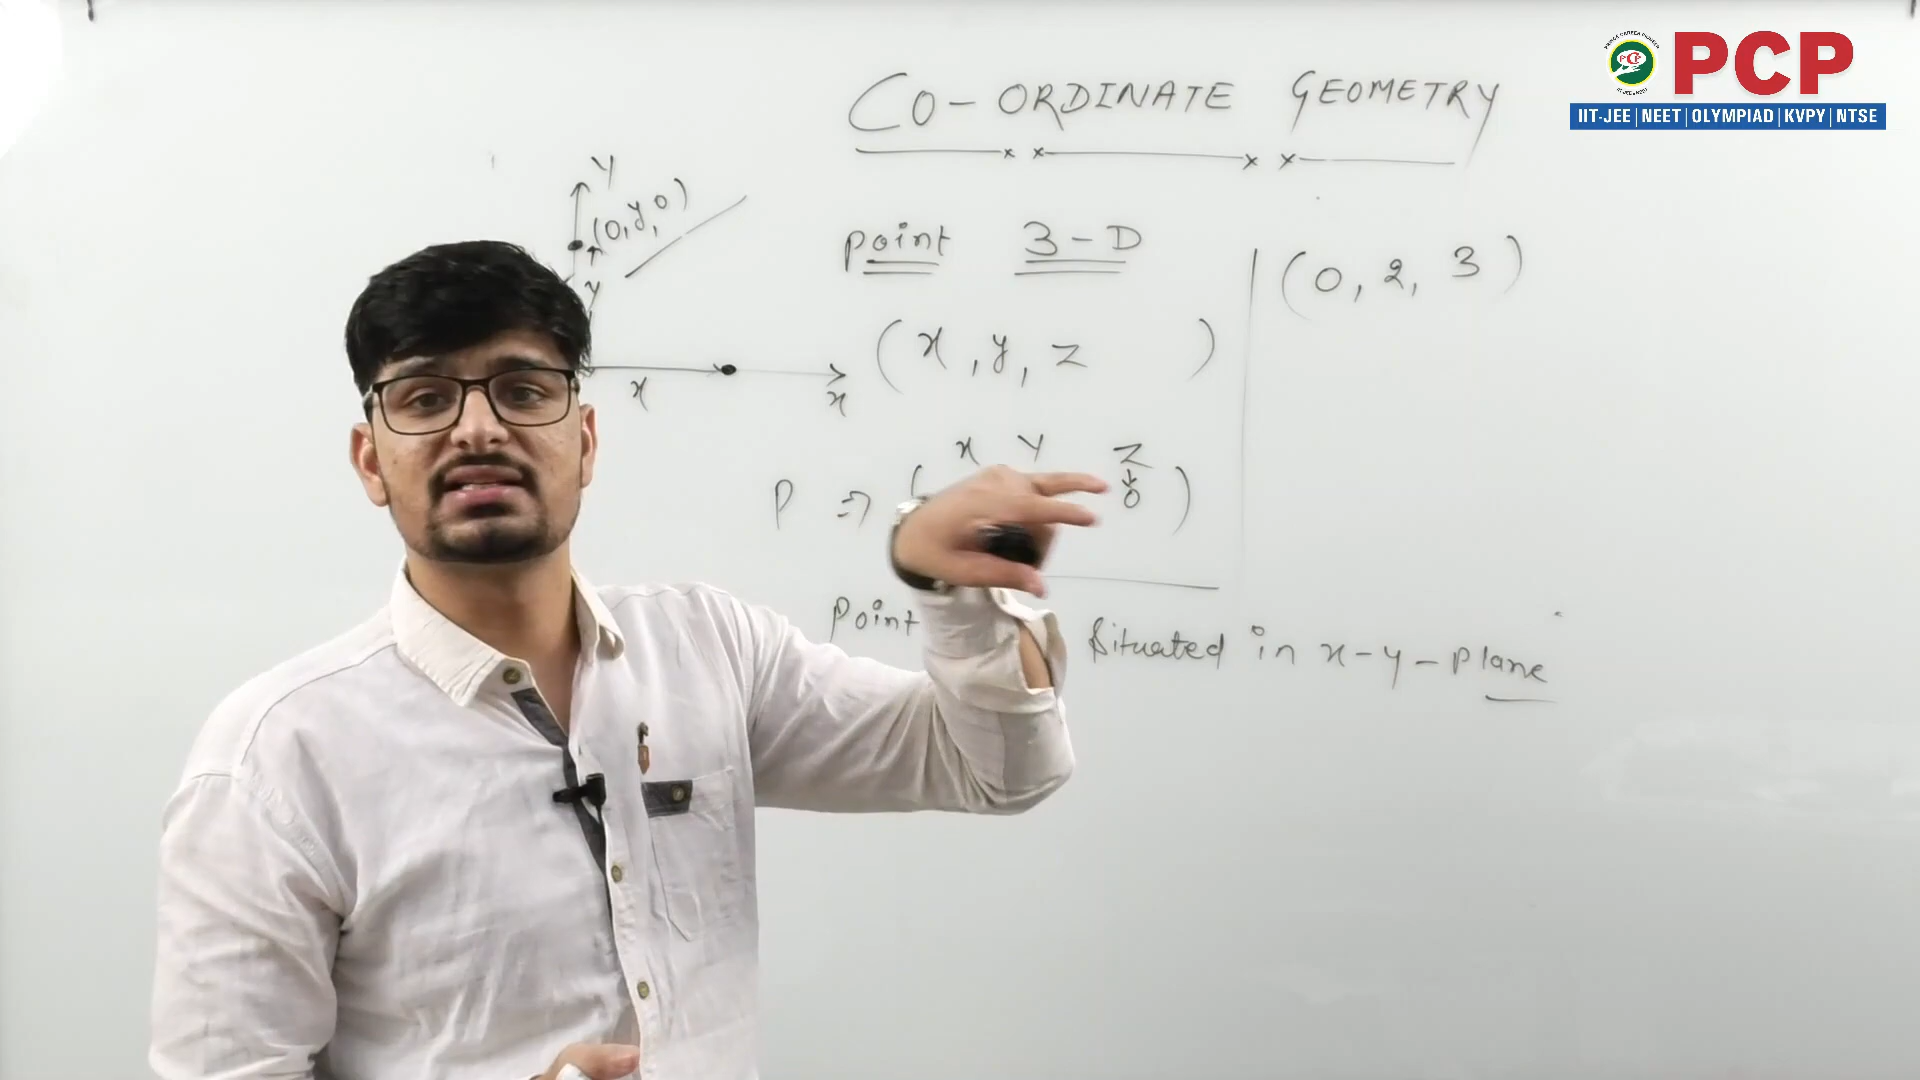 PCP
IIT-JEE | NEET | OLYMPIAD | KVPY | NTSE
CO-ORDINATE GEOMETRY
Y
(0, y, 0)
y
x
x
Point 3-D
(x, y, z )
x y z
P => ( 0 )
Point Situated in x-y-plane
(0, 2, 3)